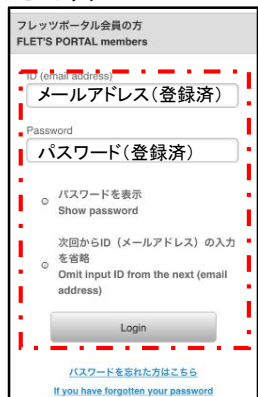 フレッツポータル会員の方
FLET'S PORTAL members
ID (email address)
メールアドレス(登録済)
Password
パスワード(登録済)
パスワードを表示
Show password
次回からID（メールアドレス）の入力
を省略
Omit input ID from the next (email
address)
Login
パスワードを忘れた方はこちら
If you have forgotten your password